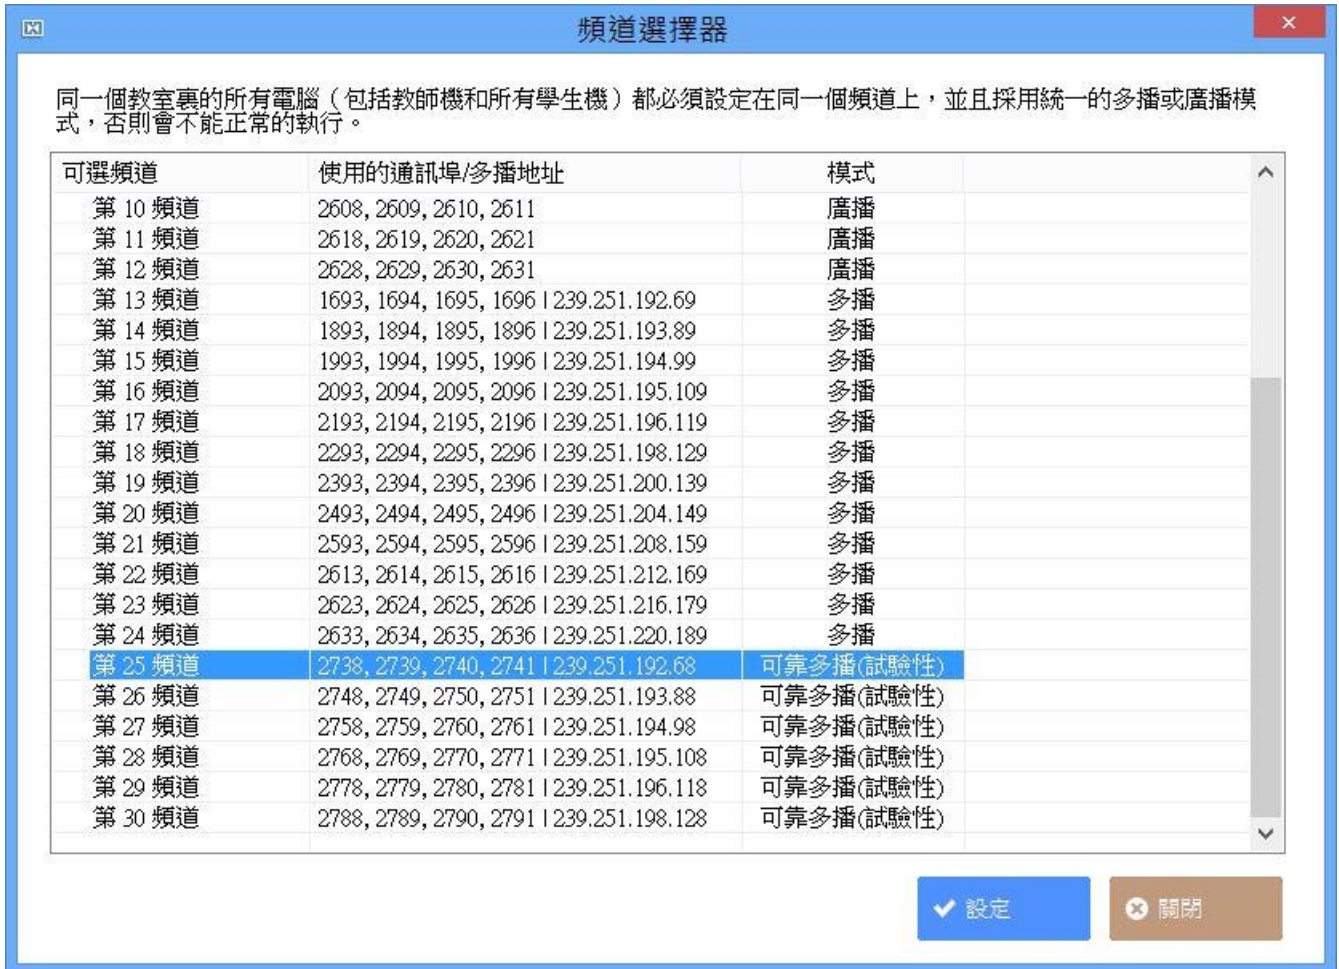 頻道選擇器
同一個教室裏的所有電腦（包括教師機和所有學生機）都必須設定在同一個頻道上，並且採用統一的多播或廣播模
式，否則會不能正常的執行。
可選頻道 使用的通訊埠/多播地址 模式
第 10 頻道 2608, 2609, 2610, 2611 廣播
第 11 頻道 2618, 2619, 2620, 2621 廣播
第 12 頻道 2628, 2629, 2630, 2631 廣播
第 13 頻道 1693, 1694, 1695, 1696 | 239.251.192.69 多播
第 14 頻道 1893, 1894, 1895, 1896 | 239.251.193.89 多播
第 15 頻道 1993, 1994, 1995, 1996 | 239.251.194.99 多播
第 16 頻道 2093, 2094, 2095, 2096 | 239.251.195.109 多播
第 17 頻道 2193, 2194, 2195, 2196 | 239.251.196.119 多播
第 18 頻道 2293, 2294, 2295, 2296 | 239.251.198.129 多播
第 19 頻道 2393, 2394, 2395, 2396 | 239.251.200.139 多播
第 20 頻道 2493, 2494, 2495, 2496 | 239.251.204.149 多播
第 21 頻道 2593, 2594, 2595, 2596 | 239.251.208.159 多播
第 22 頻道 2613, 2614, 2615, 2616 | 239.251.212.169 多播
第 23 頻道 2623, 2624, 2625, 2626 | 239.251.216.179 多播
第 24 頻道 2633, 2634, 2635, 2636 | 239.251.220.189 多播
第 25 頻道 2738, 2739, 2740, 2741 | 239.251.192.68 可靠多播(試驗性)
第 26 頻道 2748, 2749, 2750, 2751 | 239.251.193.88 可靠多播(試驗性)
第 27 頻道 2758, 2759, 2760, 2761 | 239.251.194.98 可靠多播(試驗性)
第 28 頻道 2768, 2769, 2770, 2771 | 239.251.195.108 可靠多播(試驗性)
第 29 頻道 2778, 2779, 2780, 2781 | 239.251.196.118 可靠多播(試驗性)
第 30 頻道 2788, 2789, 2790, 2791 | 239.251.198.128 可靠多播(試驗性)
設定 關閉